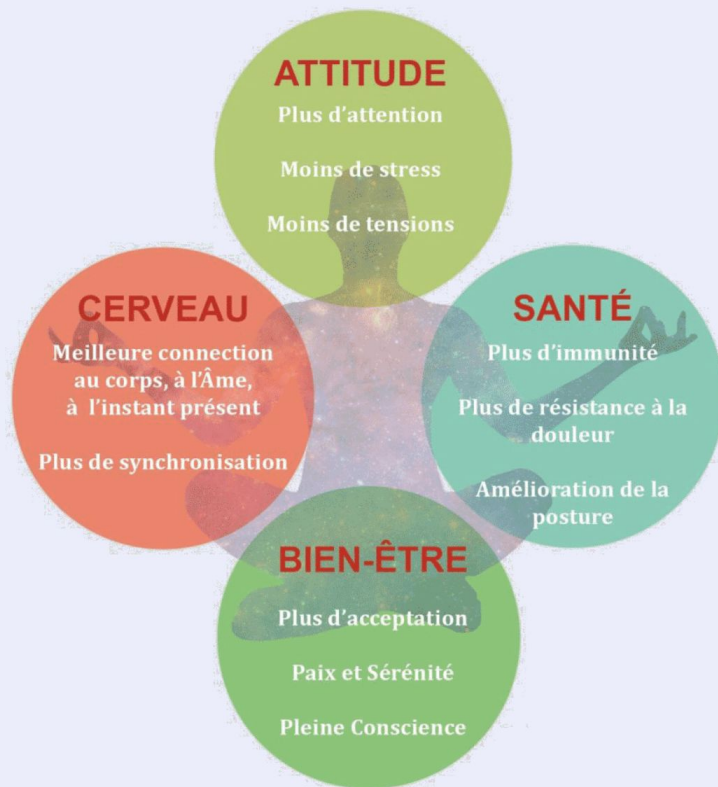 ATTITUDE
Plus d'attention
Moins de stress
Moins de tensions
CERVEAU
Meilleure connection
au corps, à l'Âme,
à l'instant présent
Plus de synchronisation
SANTÉ
Plus d'immunité
Plus de résistance à la
douleur
Amélioration de la
posture
BIEN-ÊTRE
Plus d'acceptation
Paix et Sérénité
Pleine Conscience